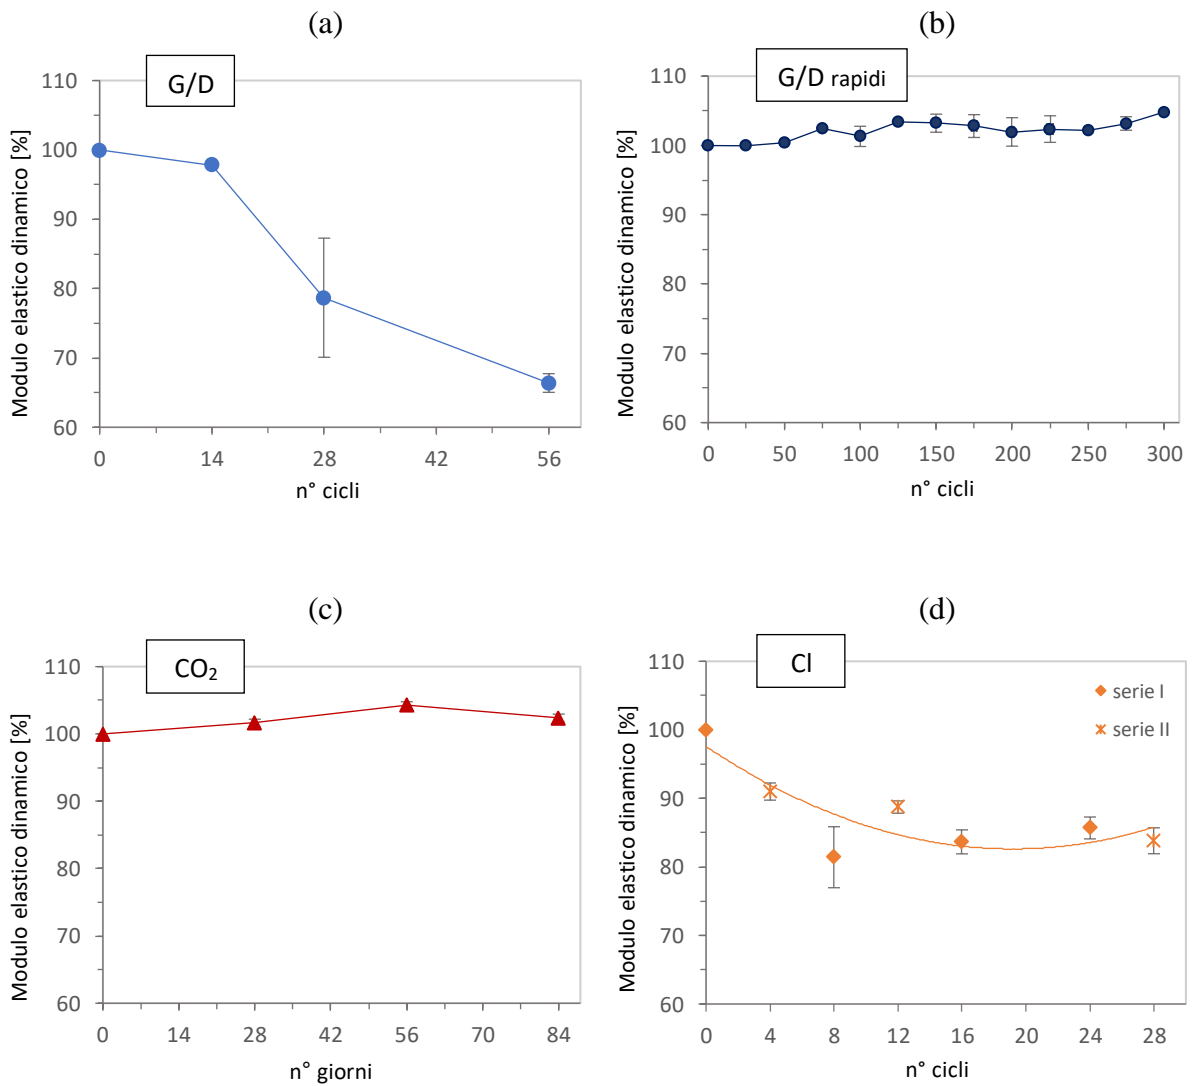 (a)
G/D
110
100
90
80
70
60
Modulo elastico dinamico [%]
0 14 28 42 56
n° cicli
(b)
G/D rapidi
110
100
90
80
70
60
Modulo elastico dinamico [%]
0 50 100 150 200 250 300
n° cicli
(c)
CO₂
110
100
90
80
70
60
Modulo elastico dinamico [%]
0 14 28 42 56 70 84
n° giorni
(d)
Cl
serie I
serie II
110
100
90
80
70
60
Modulo elastico dinamico [%]
0 4 8 12 16 24 28
n° cicli